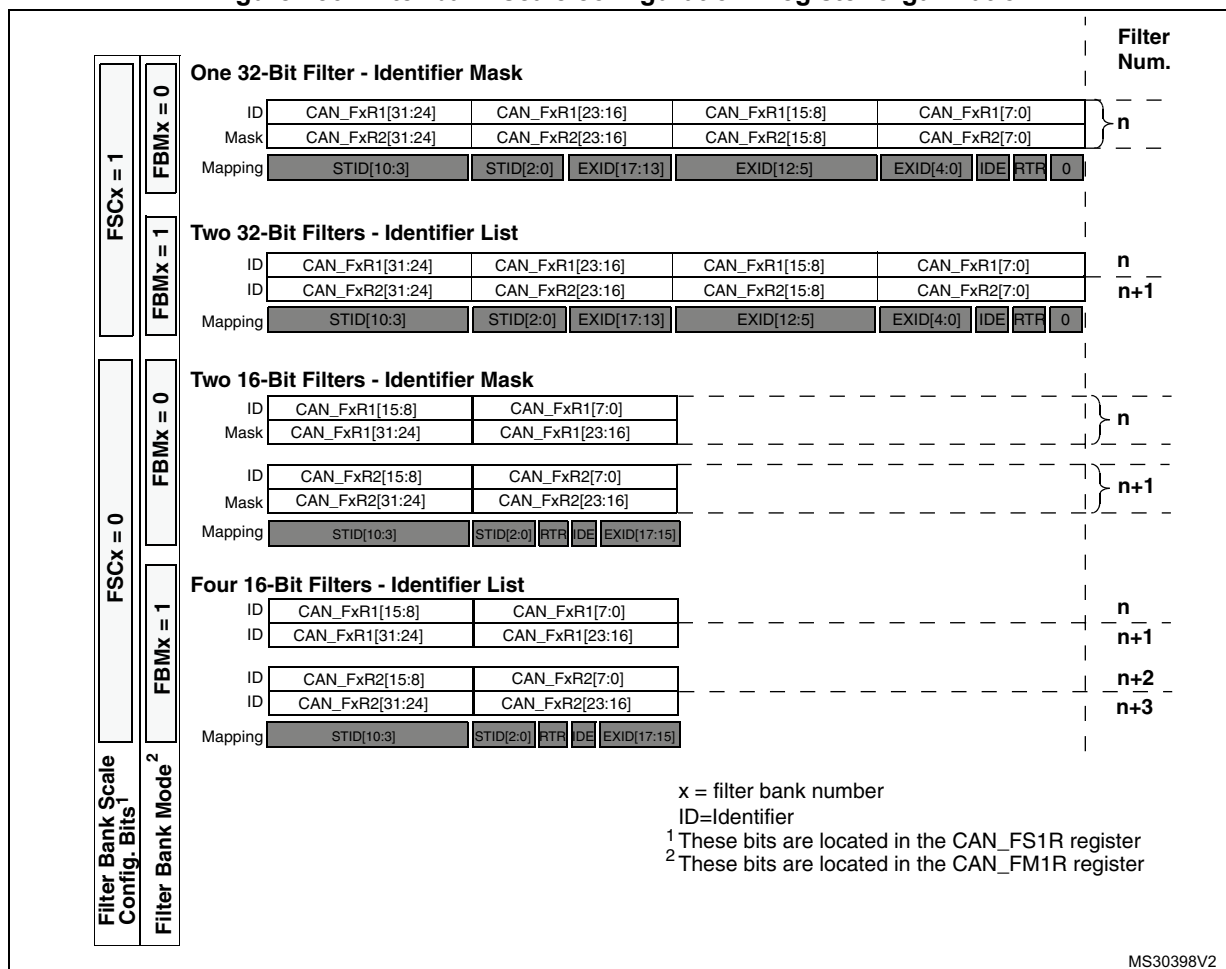 Filter
Num.
One 32-Bit Filter - Identifier Mask
ID CAN_FxR1[31:24] CAN_FxR1[23:16] CAN_FxR1[15:8] CAN_FxR1[7:0]
Mask CAN_FxR2[31:24] CAN_FxR2[23:16] CAN_FxR2[15:8] CAN_FxR2[7:0]
n
Mapping STID[10:3] STID[2:0] EXID[17:13] EXID[12:5] EXID[4:0] IDE RTR 0
Two 32-Bit Filters - Identifier List
ID CAN_FxR1[31:24] CAN_FxR1[23:16] CAN_FxR1[15:8] CAN_FxR1[7:0] n
ID CAN_FxR2[31:24] CAN_FxR2[23:16] CAN_FxR2[15:8] CAN_FxR2[7:0] n+1
Mapping STID[10:3] STID[2:0] EXID[17:13] EXID[12:5] EXID[4:0] IDE RTR 0
Two 16-Bit Filters - Identifier Mask
ID CAN_FxR1[15:8] CAN_FxR1[7:0]
Mask CAN_FxR1[31:24] CAN_FxR1[23:16]
n
ID CAN_FxR2[15:8] CAN_FxR2[7:0]
Mask CAN_FxR2[31:24] CAN_FxR2[23:16]
n+1
Mapping STID[10:3] STID[2:0] RTR IDE EXID[17:15]
Four 16-Bit Filters - Identifier List
ID CAN_FxR1[15:8] CAN_FxR1[7:0] n
ID CAN_FxR1[31:24] CAN_FxR1[23:16] n+1
ID CAN_FxR2[15:8] CAN_FxR2[7:0] n+2
ID CAN_FxR2[31:24] CAN_FxR2[23:16] n+3
Mapping STID[10:3] STID[2:0] RTR IDE EXID[17:15]
FSCx = 1
FSCx = 0
Filter Bank Scale
Config. Bits1
FBMx = 0
FBMx = 1
FBMx = 0
FBMx = 1
Filter Bank Mode2
x = filter bank number
ID=Identifier
1 These bits are located in the CAN_FS1R register
2 These bits are located in the CAN_FM1R register
MS30398V2